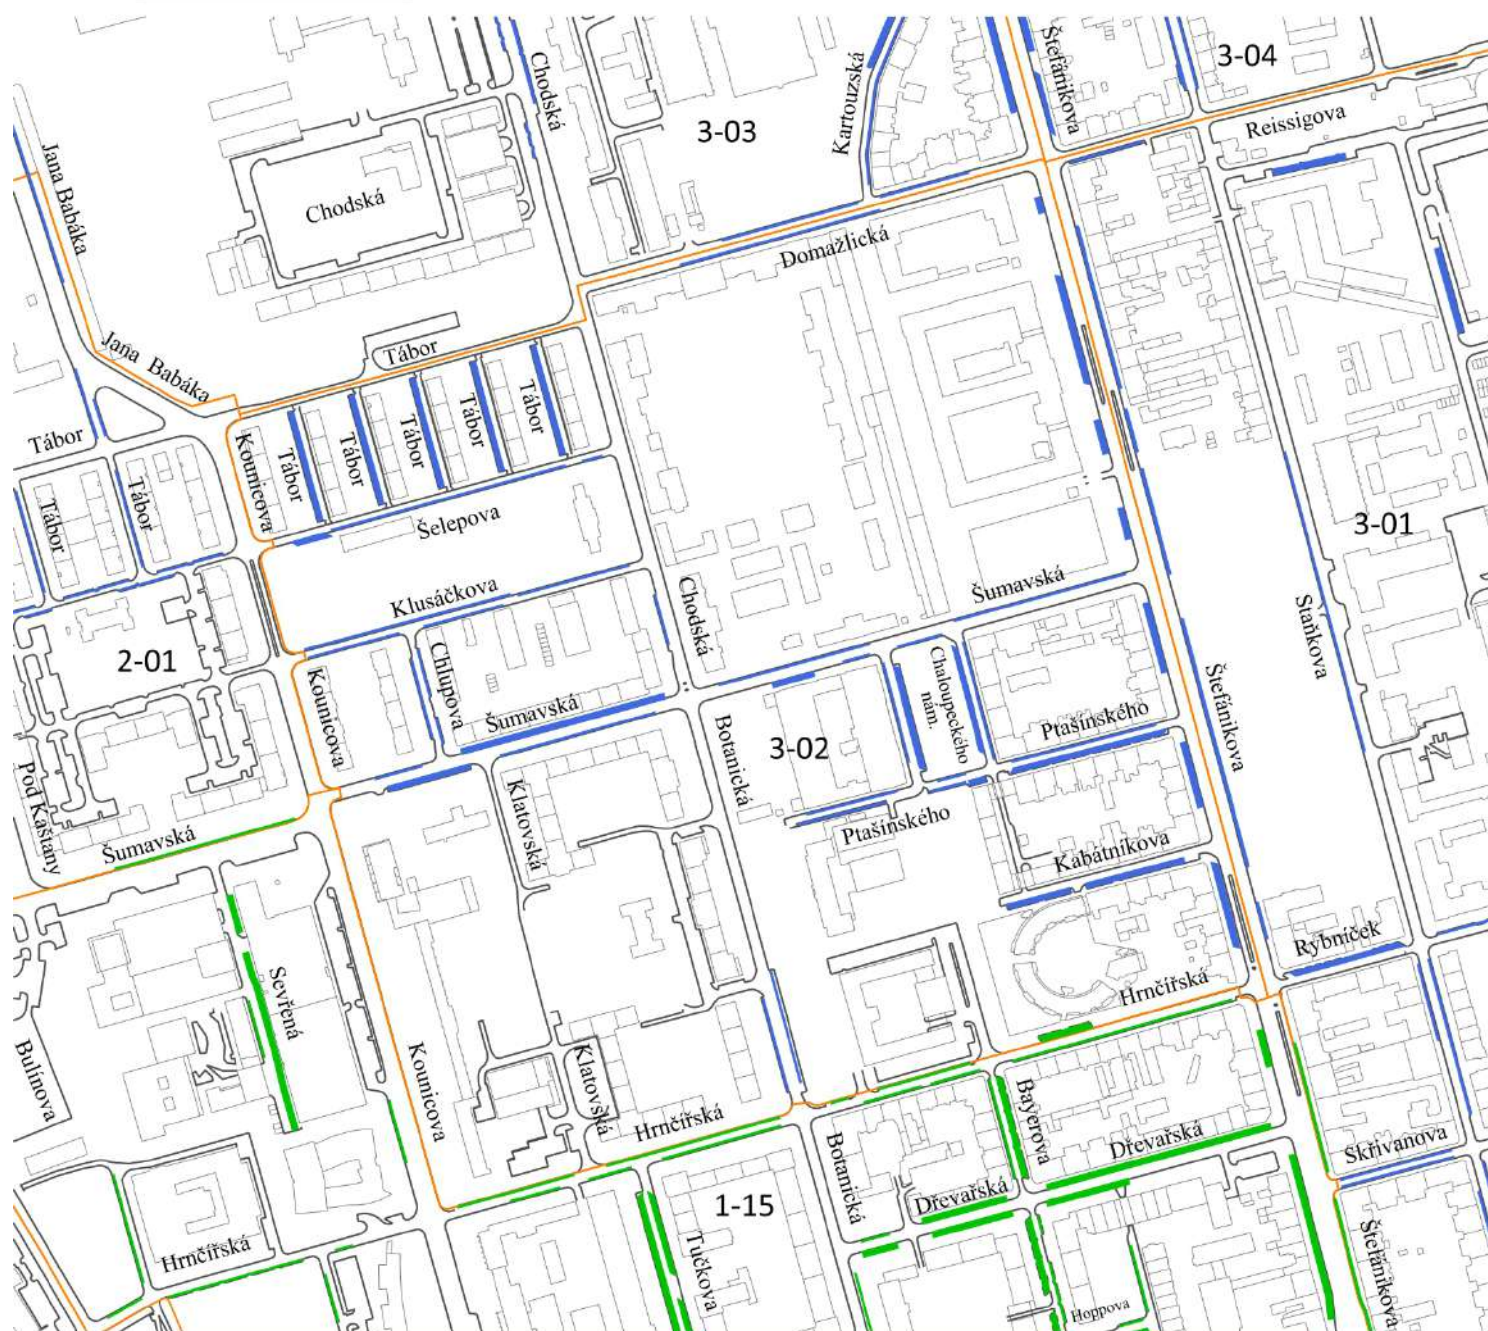 Štefánikova
3-04
Chodská
Kartouzská
3-03
Reissigova
Jana Babáka
Chodská
Domažlická
Jana Babáka
Tábor
Tábor
Tábor
Tábor
Tábor
Kounicova
Tábor
Tábor
Tábor
Tábor
Šelepova
3-01
Klusáčkova
Šumavská
Chodská
Staňkova
2-01
Chlupova
Chaloupeckého
nám.
Kounicova
Šumavská
Štefánikova
Ptašínského
Botanická
3-02
Pod Kaštany
Klatovská
Ptašínského
Šumavská
Kabátníkova
Rybníček
Sevřená
Hrnčířská
Bulínova
Kounicova
Klatovská
Hrnčířská
Bayerova
Dřevařská
Skřivanova
Botanická
1-15
Dřevařská
Hrnčířská
Tučkova
Štefánikova
Hoppova